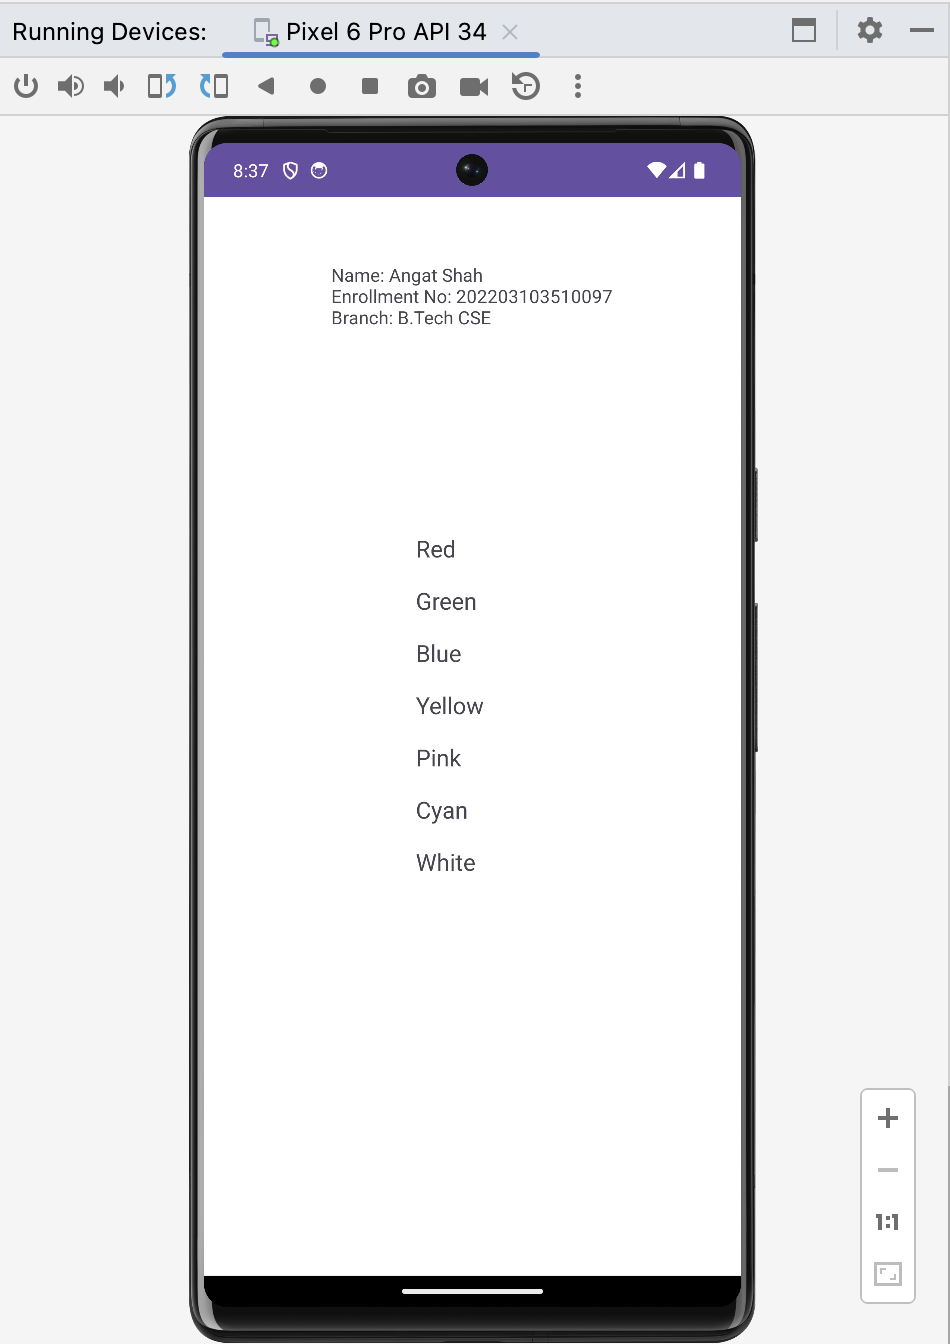 Running Devices: Pixel 6 Pro API 34
8:37
Name: Angat Shah
Enrollment No: 202203103510097
Branch: B.Tech CSE
Red
Green
Blue
Yellow
Pink
Cyan
White
1:1